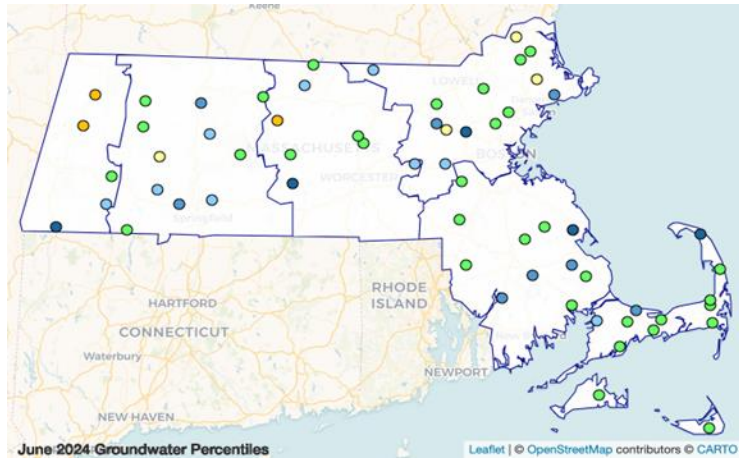 Keene
LOWELL
MASSACHUSETTS
BOSTON
WORCESTER
Springfield
HARTFORD
RHODE
ISLAND
CONNECTICUT
Waterbury
NEWPORT
NEW HAVEN
June 2024 Groundwater Percentiles
Leaflet | © OpenStreetMap contributors © CARTO